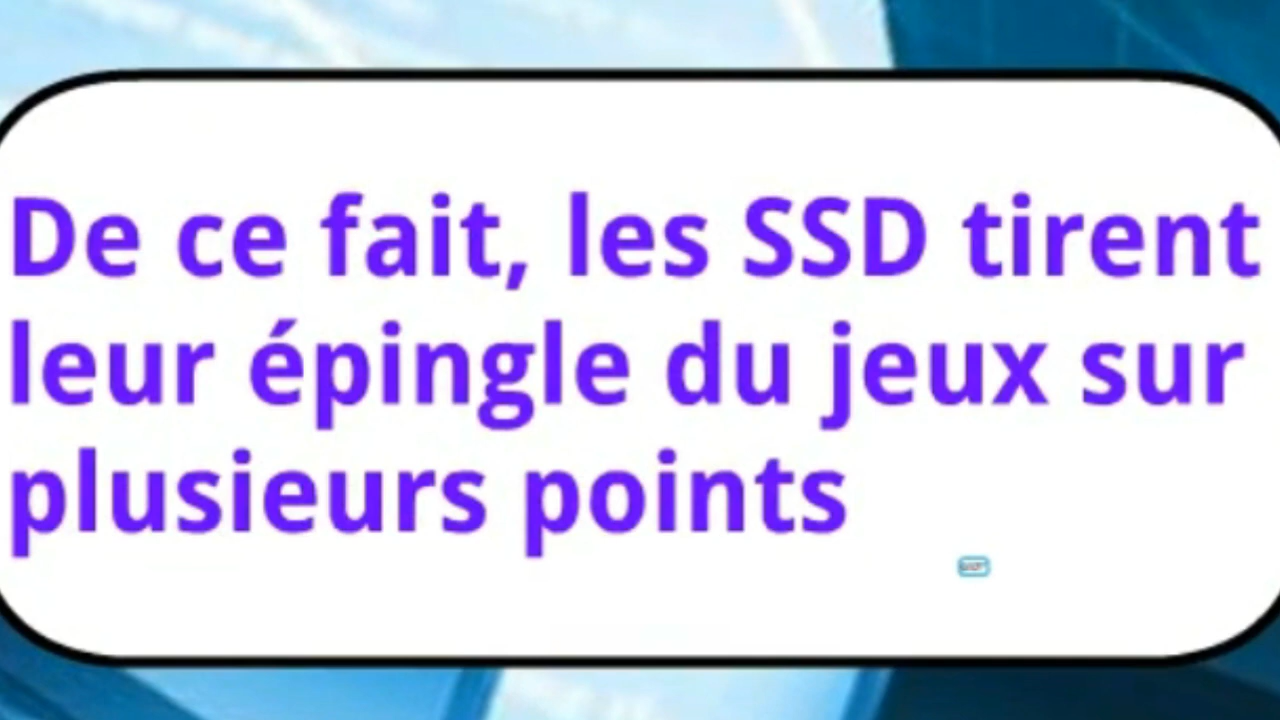 De ce fait, les SSD tirent
leur épingle du jeux sur
plusieurs points